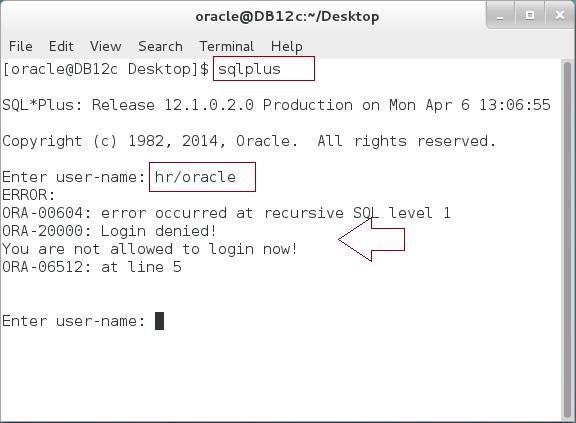 oracle@DB12c:~/Desktop
File Edit View Search Terminal Help
[oracle@DB12c Desktop]$ sqlplus
SQL*Plus: Release 12.1.0.2.0 Production on Mon Apr 6 13:06:55
Copyright (c) 1982, 2014, Oracle.  All rights reserved.
Enter user-name: hr/oracle
ERROR:
ORA-00604: error occurred at recursive SQL level 1
ORA-20000: Login denied!
You are not allowed to login now!
ORA-06512: at line 5
Enter user-name: